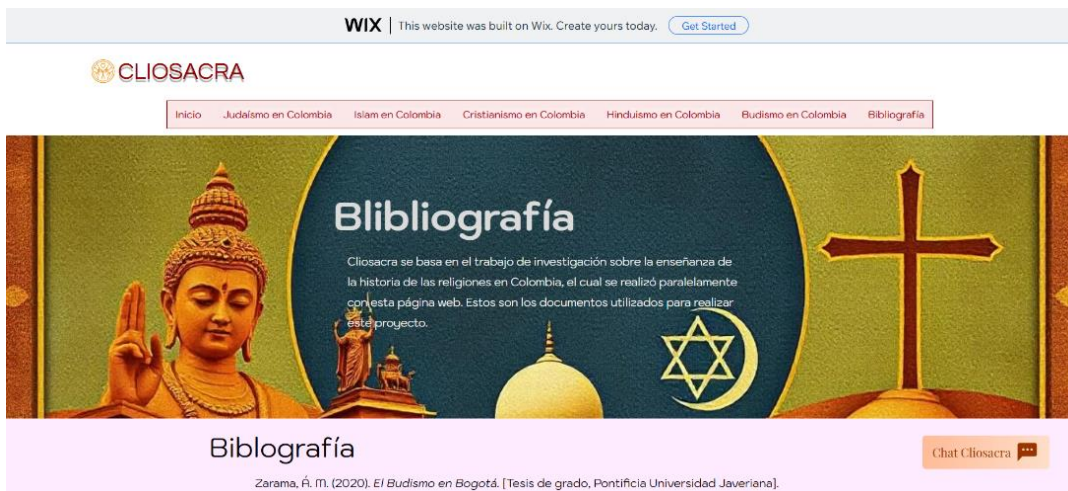 WIX | This website was built on Wix. Create yours today. Get Started
CLIOSACRA
Inicio Judaísmo en Colombia Islam en Colombia Cristianismo en Colombia Hinduismo en Colombia Budismo en Colombia Bibliografía
Blibliografía
Cliosacra se basa en el trabajo de investigación sobre la enseñanza de
la historia de las religiones en Colombia, el cual se realizó paralelamente
con esta página web. Estos son los documentos utilizados para realizar
este proyecto.
Biblografía
Chat Cliosacra
Zarama, Á. M. (2020). El Budismo en Bogotá. [Tesis de grado, Pontificia Universidad Javeriana].